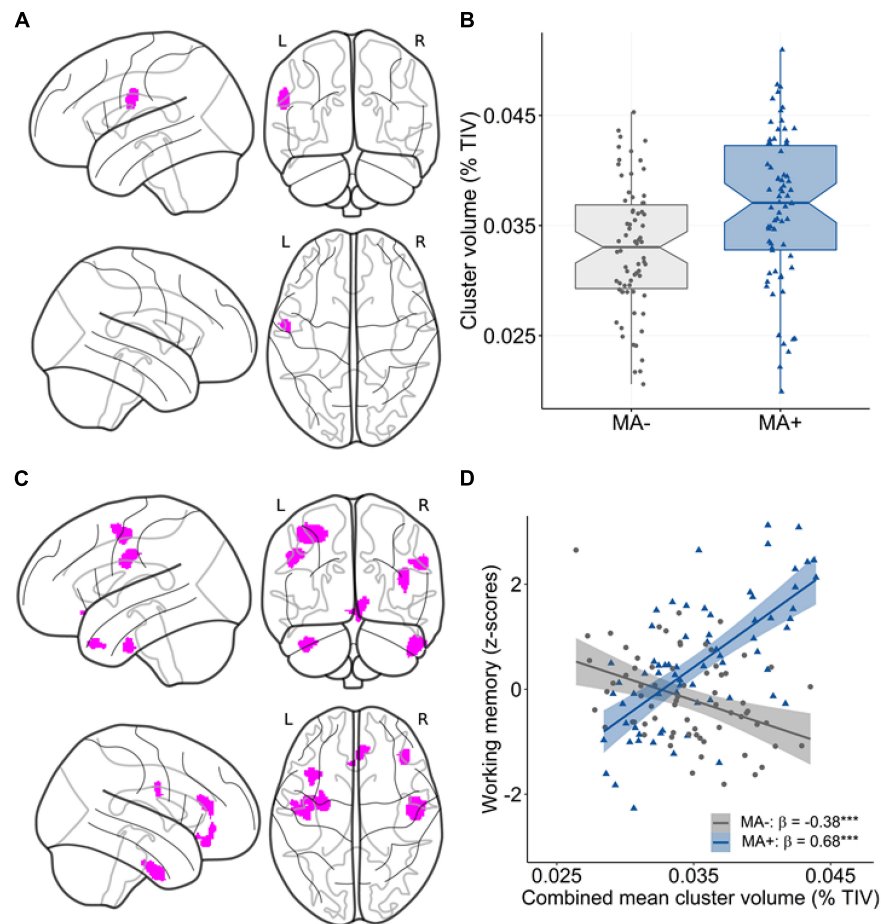 A
L
R
L
R
B
Cluster volume (% TIV)
0.045
0.035
0.025
MA-
MA+
C
L
R
L
R
D
Working memory (z-scores)
2
0
-2
MA-: β = -0.38***
MA+: β = 0.68***
0.025
0.035
0.045
Combined mean cluster volume (% TIV)